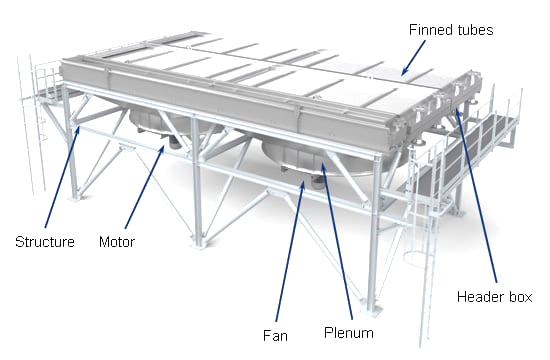 Finned tubes
Structure
Motor
Header box
Fan
Plenum